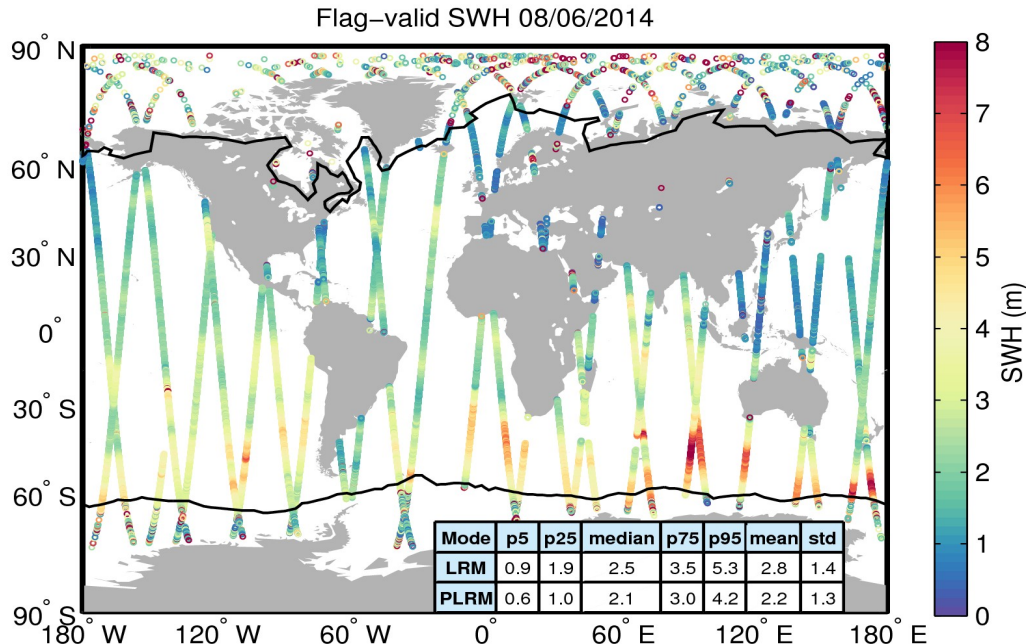 Flag−valid SWH 08/06/2014
90° N
60° N
30° N
0°
30° S
60° S
90° S
180° W 120° W 60° W 0° 60° E 120° E 180° E
Mode p5 p25 median p75 p95 mean std
LRM 0.9 1.9 2.5 3.5 5.3 2.8 1.4
PLRM 0.6 1.0 2.1 3.0 4.2 2.2 1.3
8
7
6
5
4
3
2
1
0
SWH (m)